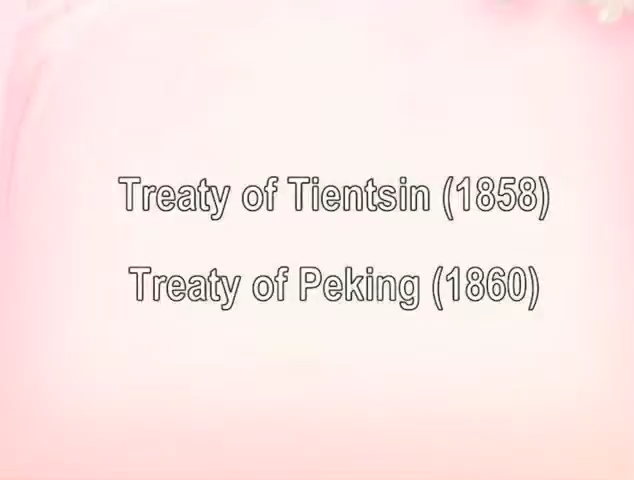 Treaty of Tientsin (1858)
Treaty of Peking (1860)